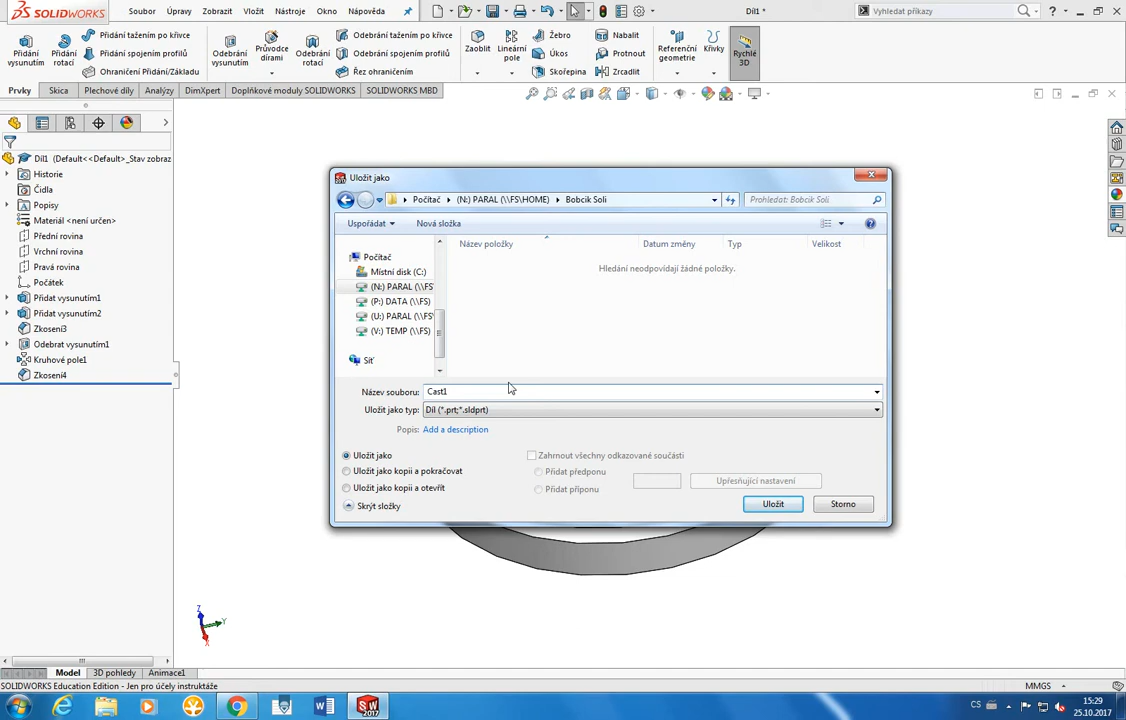 SOLIDWORKS Soubor Úpravy Zobrazit Vložit Nástroje Okno Nápověda Díl1 * Vyhledat příkazy
Přidání vysunutím
Přidání rotací
Přidání tažením po křivce
Přidání spojením profilů
Ohraničení Přidání/Základu
Odebrání vysunutím
Průvodce dírami
Odebrání rotací
Odebrání tažením po křivce
Odebrání spojením profilů
Řez ohraničením
Zaoblit
Lineární pole
Žebro
Úkos
Skořepina
Nabalit
Protnout
Zrcadlit
Referenční geometrie
Křivky
Rychlé 3D
Prvky Skica Plechové díly Analýzy DimXpert Doplňkové moduly SOLIDWORKS SOLIDWORKS MBD
Díl1 (Default<<Default>_Stav zobraz
Historie
Čidla
Popisy
Materiál <není určen>
Přední rovina
Vrchní rovina
Pravá rovina
Počátek
Přidat vysunutím1
Přidat vysunutím2
Zkosení3
Odebrat vysunutím1
Kruhové pole1
Zkosení4
Uložit jako
Počítač (N:) PARAL (\\FS\HOME) Bobcik Soli Prohledat: Bobcik Soli
Uspořádat Nová složka
Název položky Datum změny Typ Velikost
Hledání neodpovídají žádné položky.
Počítač
Místní disk (C:)
(N:) PARAL (\\FS
(P:) DATA (\\FS)
(U:) PARAL (\\FS
(V:) TEMP (\\FS)
Síť
Název souboru: Cast1
Uložit jako typ: Díl (*.prt;*.sldprt)
Popis: Add a description
Uložit jako
Uložit jako kopii a pokračovat
Uložit jako kopii a otevřít
Zahrnout všechny odkazované součásti
Přidat předponu
Přidat příponu
Upřesňující nastavení
Skrýt složky
Uložit Storno
Z
Y
X
Model 3D pohledy Animace1
SOLIDWORKS Education Edition - Jen pro účely instruktáže MMGS
CS 15:29
25.10.2017